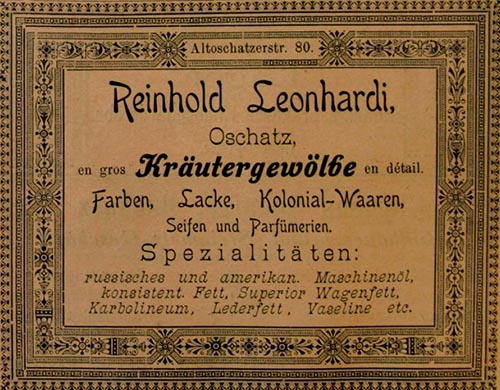 Altoschatzerstr. 80.
Reinhold Leonhardi,
Oschatz,
en gros Kräutergewölbe en détail.
Farben, Lacke, Kolonial-Waaren,
Seifen und Parfümerien.
Spezialitäten:
russisches und amerikan. Maschinenöl,
konsistent. Fett, Superior Wagenfett,
Karbolineum, Lederfett, Vaseline etc.